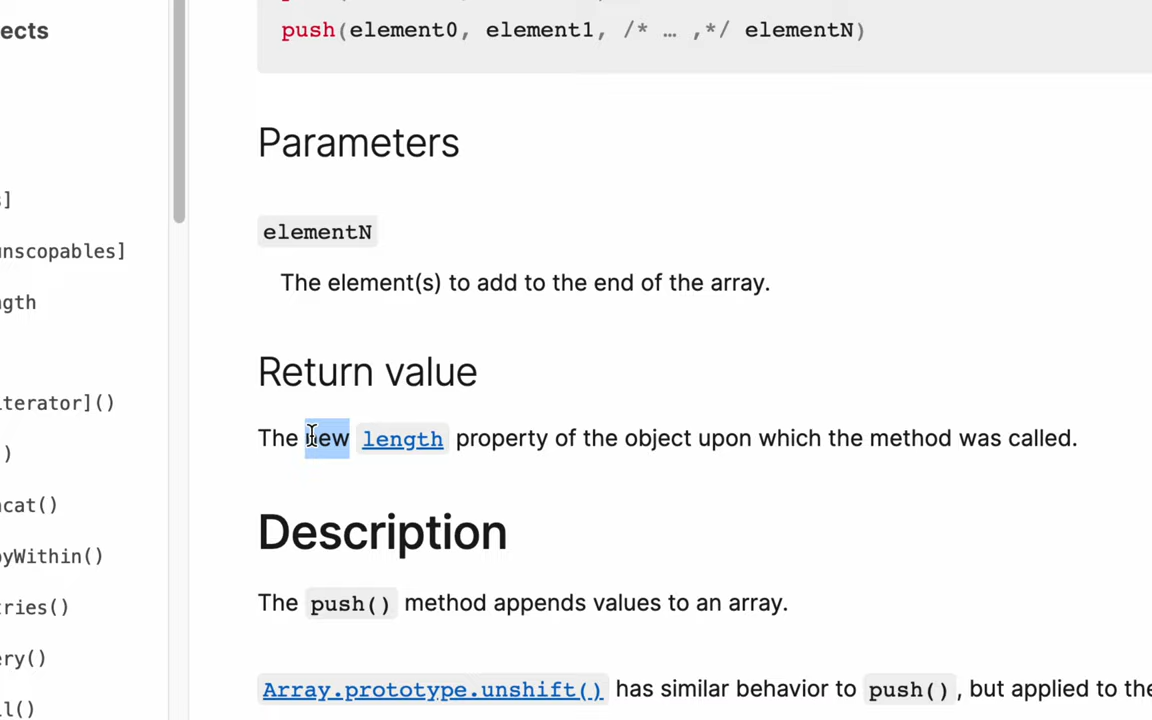 ects
push(element0, element1, /* … ,*/ elementN)
Parameters
s]
unscopables]
elementN
The element(s) to add to the end of the array.
gth
Return value
iterator]()
The new length property of the object upon which the method was called.
)
cat()
Description
pyWithin()
The push() method appends values to an array.
tries()
ery()
Array.prototype.unshift() has similar behavior to push(), but applied to the
l()